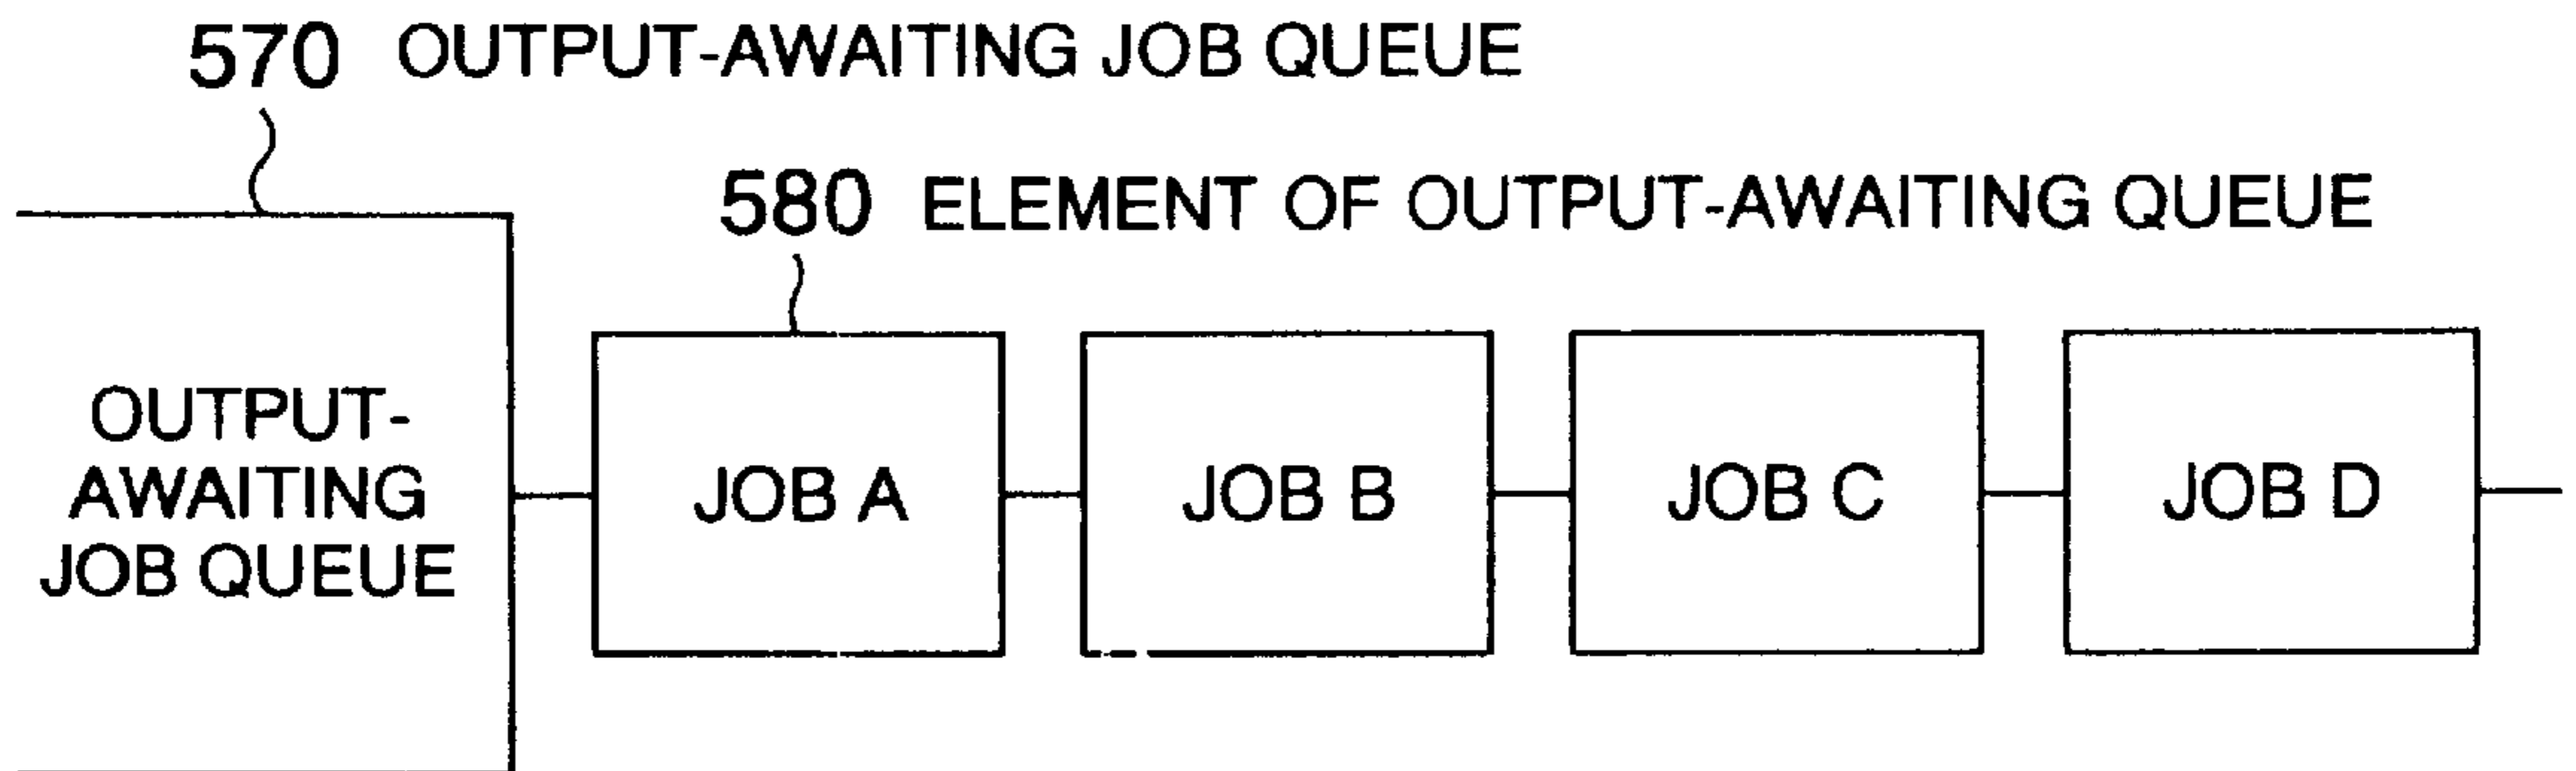 570 OUTPUT-AWAITING JOB QUEUE
580 ELEMENT OF OUTPUT-AWAITING QUEUE
OUTPUT-
AWAITING
JOB QUEUE
JOB A
JOB B
JOB C
JOB D